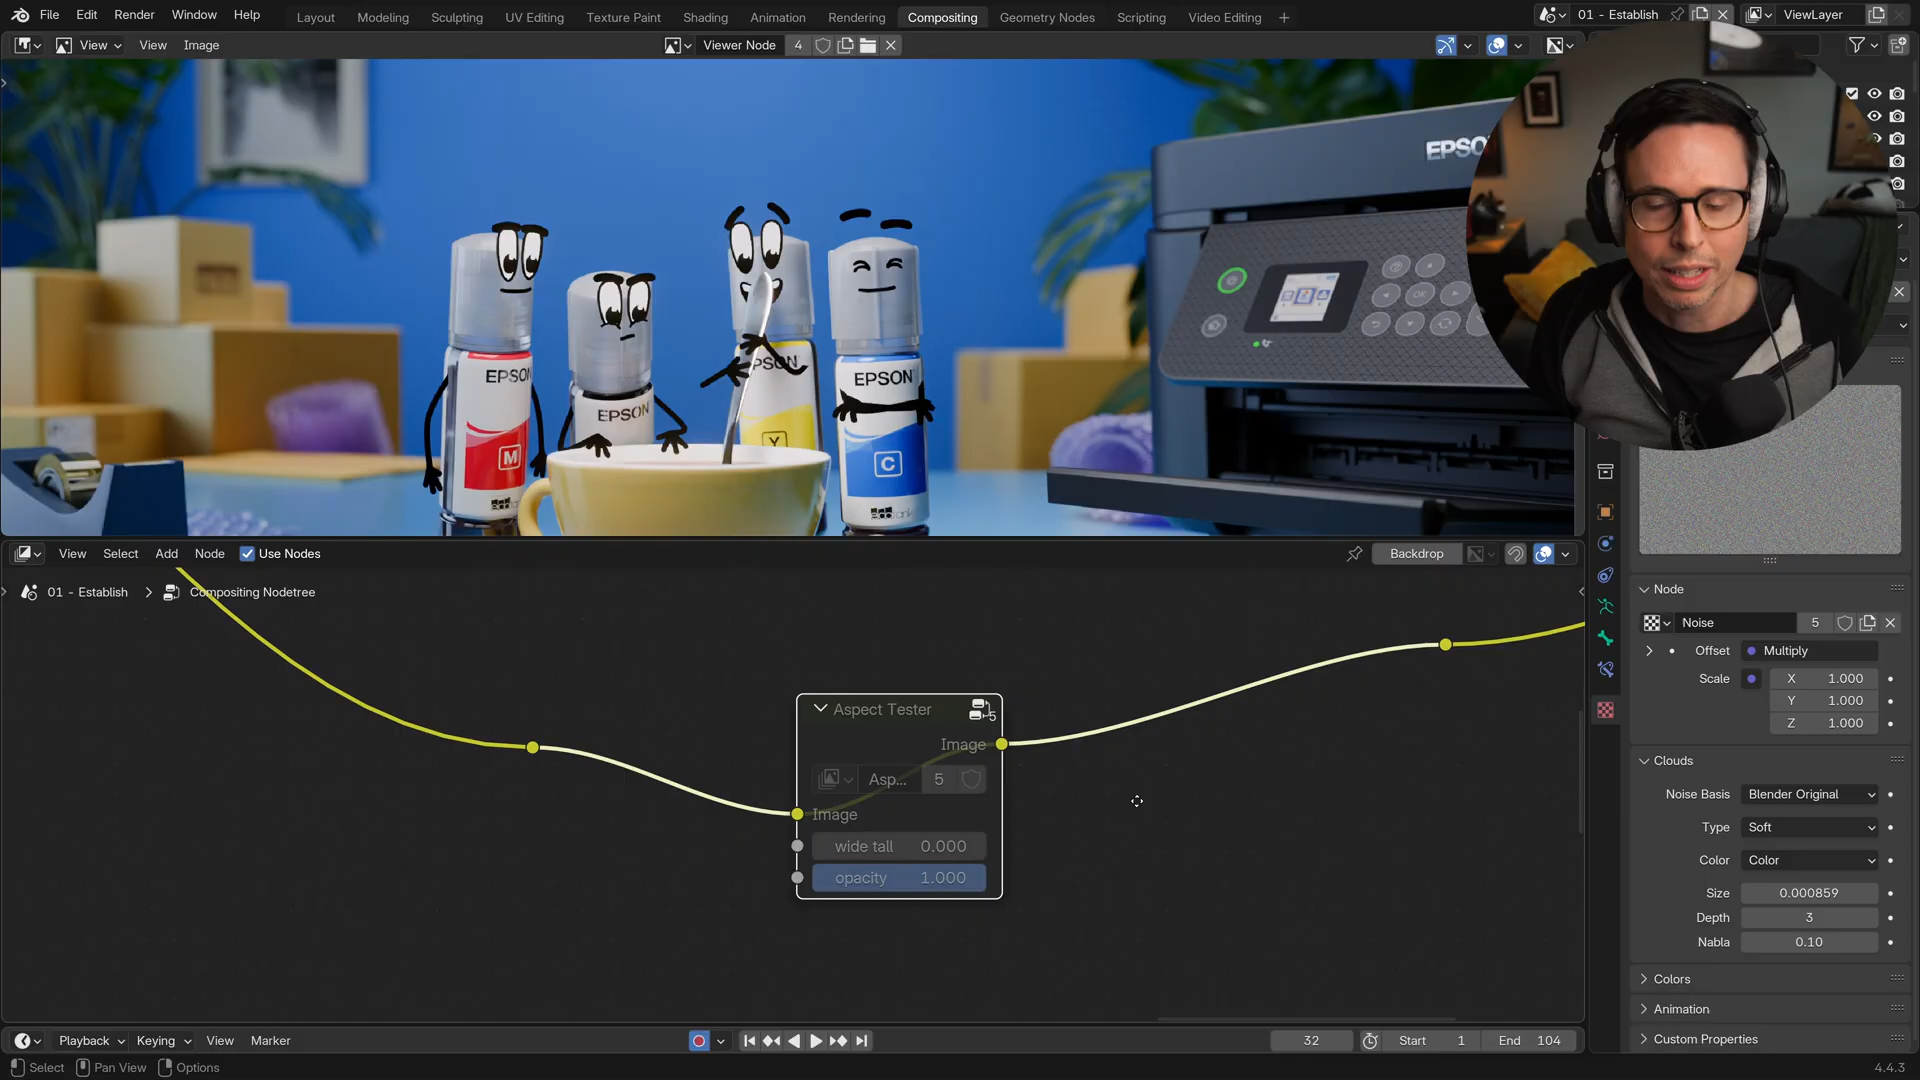 File Edit Render Window Help
Layout Modeling Sculpting UV Editing Texture Paint Shading Animation Rendering Compositing Geometry Nodes Scripting Video Editing +
01 - Establish
ViewLayer
View View Image
Viewer Node 4
EPSON
EPSON
EPSON
EPSON
M
Y
C
OK
View Select Add Node Use Nodes
Backdrop
01 - Establish > Compositing Nodetree
Aspect Tester
5
Image
Asp... 5
Image
wide tall 0.000
opacity 1.000
Node
Noise 5
Offset Multiply
Scale X 1.000
Y 1.000
Z 1.000
Clouds
Noise Basis Blender Original
Type Soft
Color Color
Size 0.000859
Depth 3
Nabla 0.10
Colors
Animation
Custom Properties
Playback Keying View Marker
32 Start 1 End 104
Select Pan View Options
4.4.3